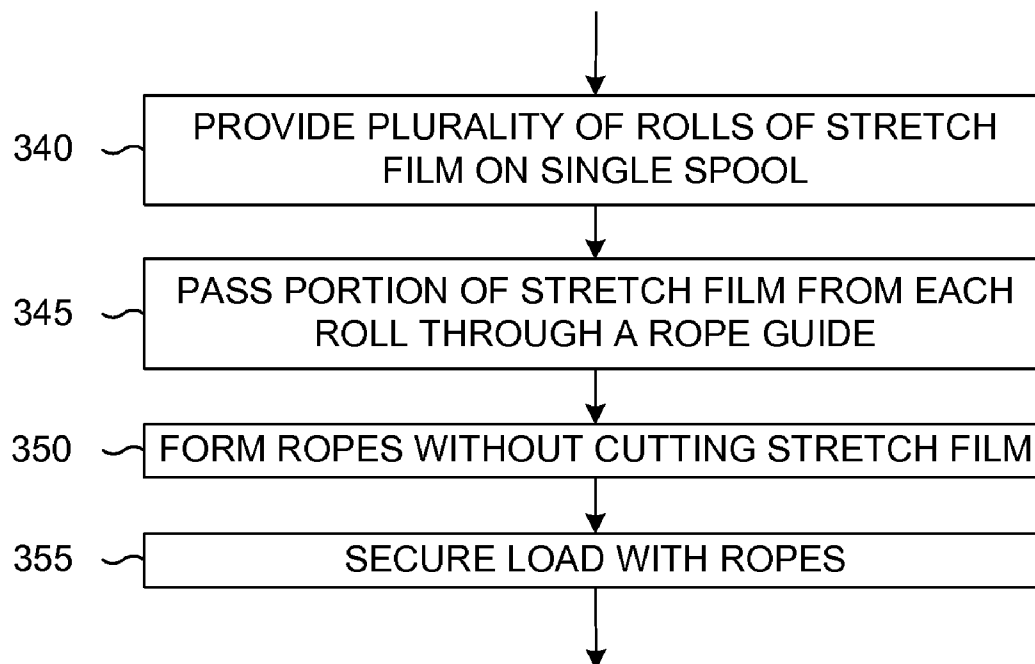 340
PROVIDE PLURALITY OF ROLLS OF STRETCH
FILM ON SINGLE SPOOL
345
PASS PORTION OF STRETCH FILM FROM EACH
ROLL THROUGH A ROPE GUIDE
350
FORM ROPES WITHOUT CUTTING STRETCH FILM
355
SECURE LOAD WITH ROPES